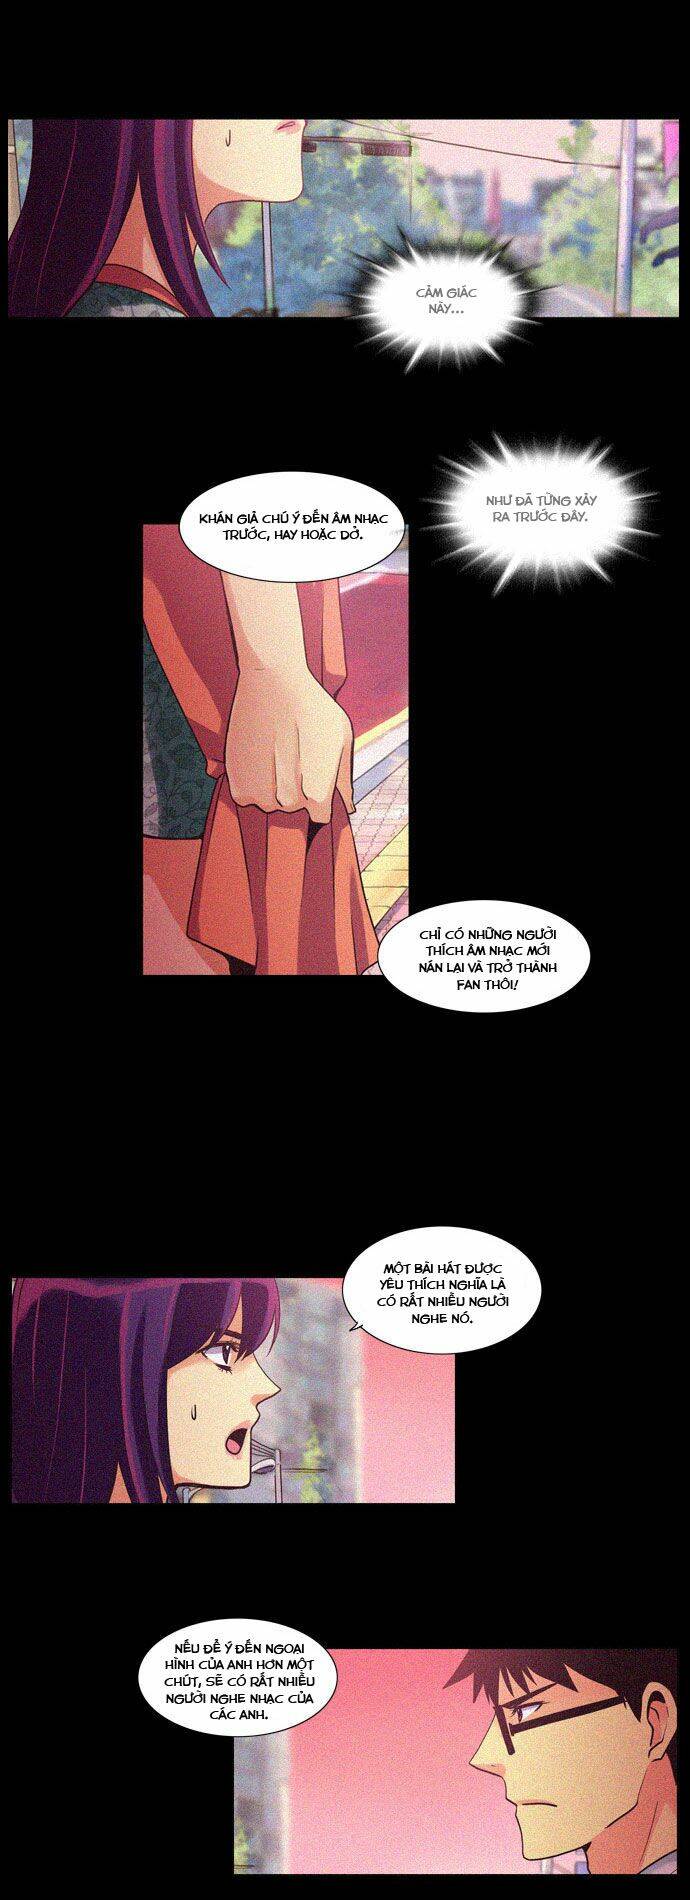 CẢM GIÁC
NÀY...
NHƯ ĐÃ TỪNG XẢY
RA TRƯỚC ĐÂY.
KHÁN GIẢ CHÚ Ý ĐẾN ÂM NHẠC
TRƯỚC, HAY HOẶC DỞ.
CHỈ CÓ NHỮNG NGƯỜI
THÍCH ÂM NHẠC MỚI
NÁN LẠI VÀ TRỞ THÀNH
FAN THÔI!
MỘT BÀI HÁT ĐƯỢC
YÊU THÍCH NGHĨA LÀ
CÓ RẤT NHIỀU NGƯỜI
NGHE NÓ.
NẾU ĐỂ Ý ĐẾN NGOẠI
HÌNH CỦA ANH HƠN MỘT
CHÚT, SẼ CÓ RẤT NHIỀU
NGƯỜI NGHE NHẠC CỦA
CÁC ANH.